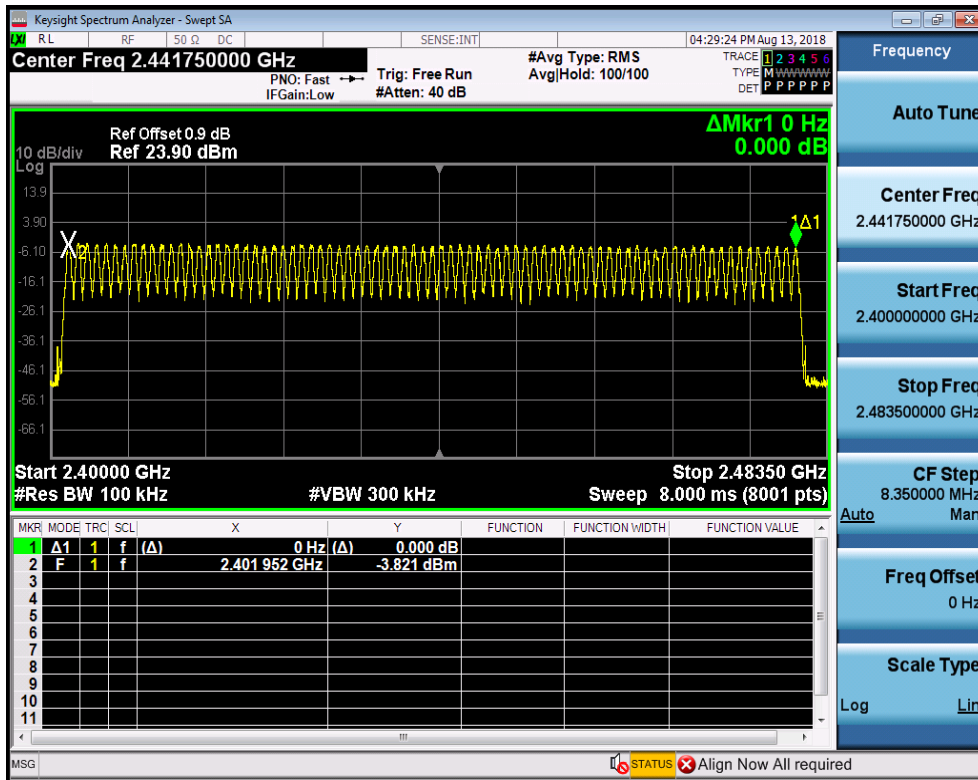 Keysight Spectrum Analyzer - Swept SA
LXI RL RF 50 Ω DC SENSE:INT 04:29:24 PM Aug 13, 2018
Center Freq 2.441750000 GHz
PNO: Fast
IFGain:Low
Trig: Free Run
#Atten: 40 dB
#Avg Type: RMS
Avg|Hold: 100/100
TRACE 1 2 3 4 5 6
TYPE M W W W W W
DET P P P P P P
Ref Offset 0.9 dB
10 dB/div Ref 23.90 dBm
Log
ΔMkr1 0 Hz
0.000 dB
13.9
3.90
-6.10
-16.1
-26.1
-36.1
-46.1
-56.1
-66.1
X2
1Δ1
Start 2.40000 GHz Stop 2.48350 GHz
#Res BW 100 kHz #VBW 300 kHz Sweep 8.000 ms (8001 pts)
MKR MODE TRC SCL X Y FUNCTION FUNCTION WIDTH FUNCTION VALUE
1 Δ1 1 f (Δ) 0 Hz (Δ) 0.000 dB
2 F 1 f 2.401 952 GHz -3.821 dBm
3
4
5
6
7
8
9
10
11
MSG STATUS Align Now All required
Frequency
Auto Tune
Center Freq
2.441750000 GHz
Start Freq
2.400000000 GHz
Stop Freq
2.483500000 GHz
CF Step
8.350000 MHz
Auto Man
Freq Offset
0 Hz
Scale Type
Log Lin